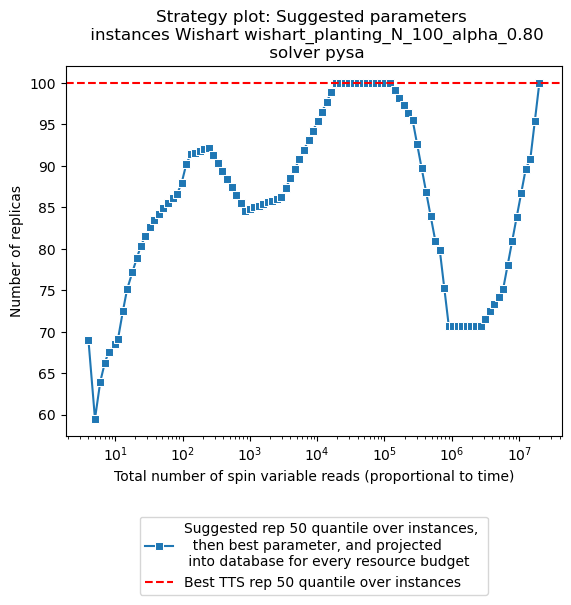 Strategy plot: Suggested parameters
instances Wishart wishart_planting_N_100_alpha_0.80
solver pysa
Number of replicas
100
95
90
85
80
75
70
65
60
10¹ 10² 10³ 10⁴ 10⁵ 10⁶ 10⁷
Total number of spin variable reads (proportional to time)
Suggested rep 50 quantile over instances,
then best parameter, and projected
into database for every resource budget
Best TTS rep 50 quantile over instances